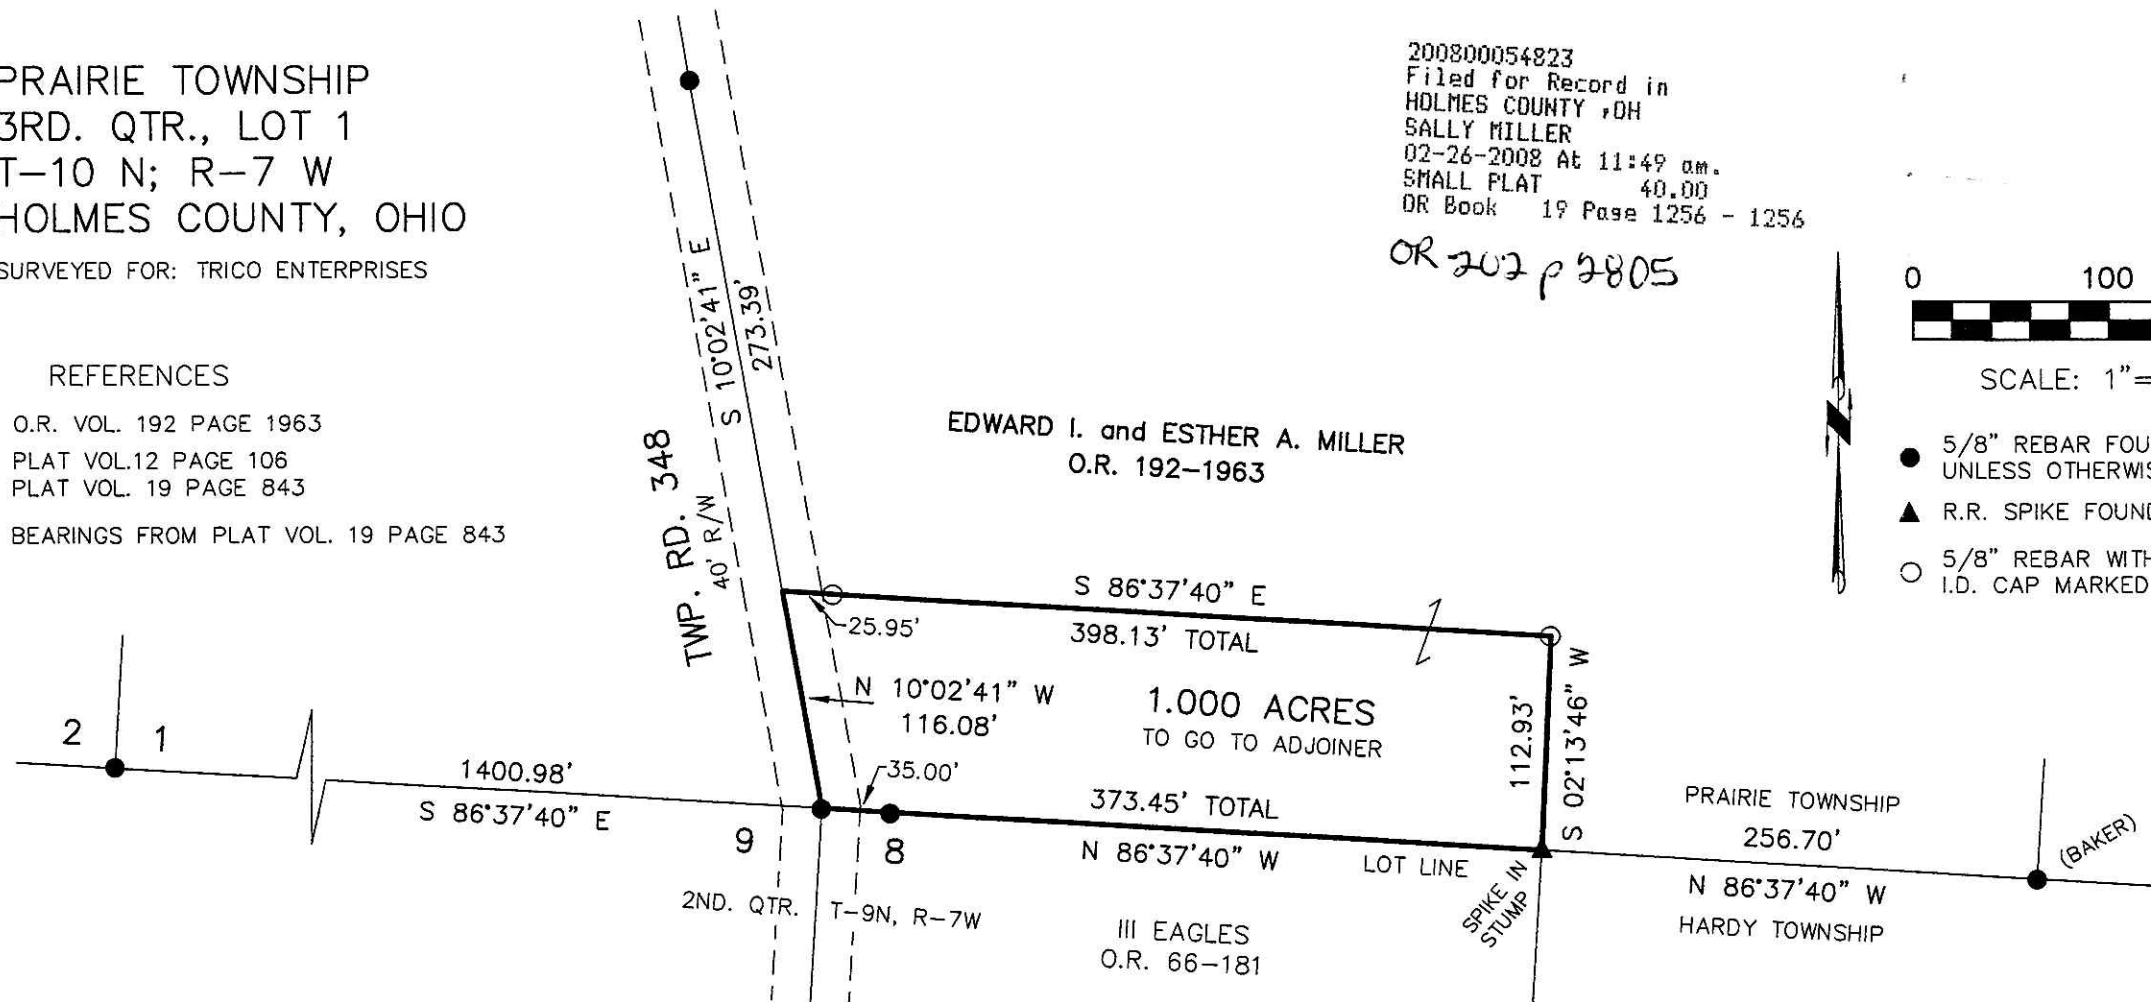 PRAIRIE TOWNSHIP
3RD. QTR., LOT 1
T-10 N; R-7 W
HOLMES COUNTY, OHIO
SURVEYED FOR: TRICO ENTERPRISES
REFERENCES
O.R. VOL. 192 PAGE 1963
PLAT VOL.12 PAGE 106
PLAT VOL. 19 PAGE 843
BEARINGS FROM PLAT VOL. 19 PAGE 843
200800054823
Filed for Record in
HOLMES COUNTY ,OH
SALLY MILLER
02-26-2008 At 11:49 am.
SMALL PLAT 40.00
OR Book 19 Page 1256 - 1256
OR 202 p 2805
0 100
SCALE: 1"=
5/8" REBAR FOU
UNLESS OTHERWIS
R.R. SPIKE FOUND
5/8" REBAR WITH
I.D. CAP MARKED
S 10°02'41" E
273.39'
TWP. RD. 348
40' R/W
EDWARD I. and ESTHER A. MILLER
O.R. 192-1963
S 86°37'40" E
398.13' TOTAL
25.95'
N 10°02'41" W
116.08'
1.000 ACRES
TO GO TO ADJOINER
112.93'
S 02°13'46" W
2 1
1400.98'
S 86°37'40" E
35.00'
373.45' TOTAL
N 86°37'40" W
LOT LINE
9 8
PRAIRIE TOWNSHIP
256.70'
N 86°37'40" W
HARDY TOWNSHIP
(BAKER)
SPIKE IN
STUMP
2ND. QTR. T-9N, R-7W
III EAGLES
O.R. 66-181